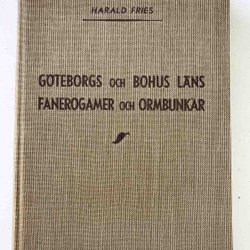 HARALD FRIES
GÖTEBORGS OCH BOHUS LÄNS
FANEROGAMER OCH ORMBUNKAR